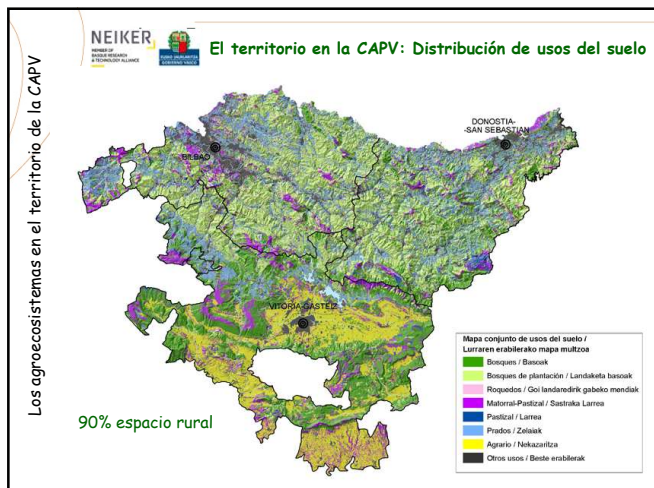 NEIKER
MEMBER OF
BASQUE RESEARCH
& TECHNOLOGY ALLIANCE
EUSKO JAURLARITZA
GOBIERNO VASCO
El territorio en la CAPV: Distribución de usos del suelo
Los agroecosistemas en el territorio de la CAPV
DONOSTIA-
-SAN SEBASTIAN
BILBAO
VITORIA-GASTEIZ
90% espacio rural
Mapa conjunto de usos del suelo /
Lurraren erabilerako mapa multzoa
Bosques / Basoak
Bosques de plantación / Landaketa basoak
Roquedos / Goi landaredirik gabeko mendiak
Matorral-Pastizal / Sastraka Larrea
Pastizal / Larrea
Prados / Zelaiak
Agrario / Nekazaritza
Otros usos / Beste erabilerak